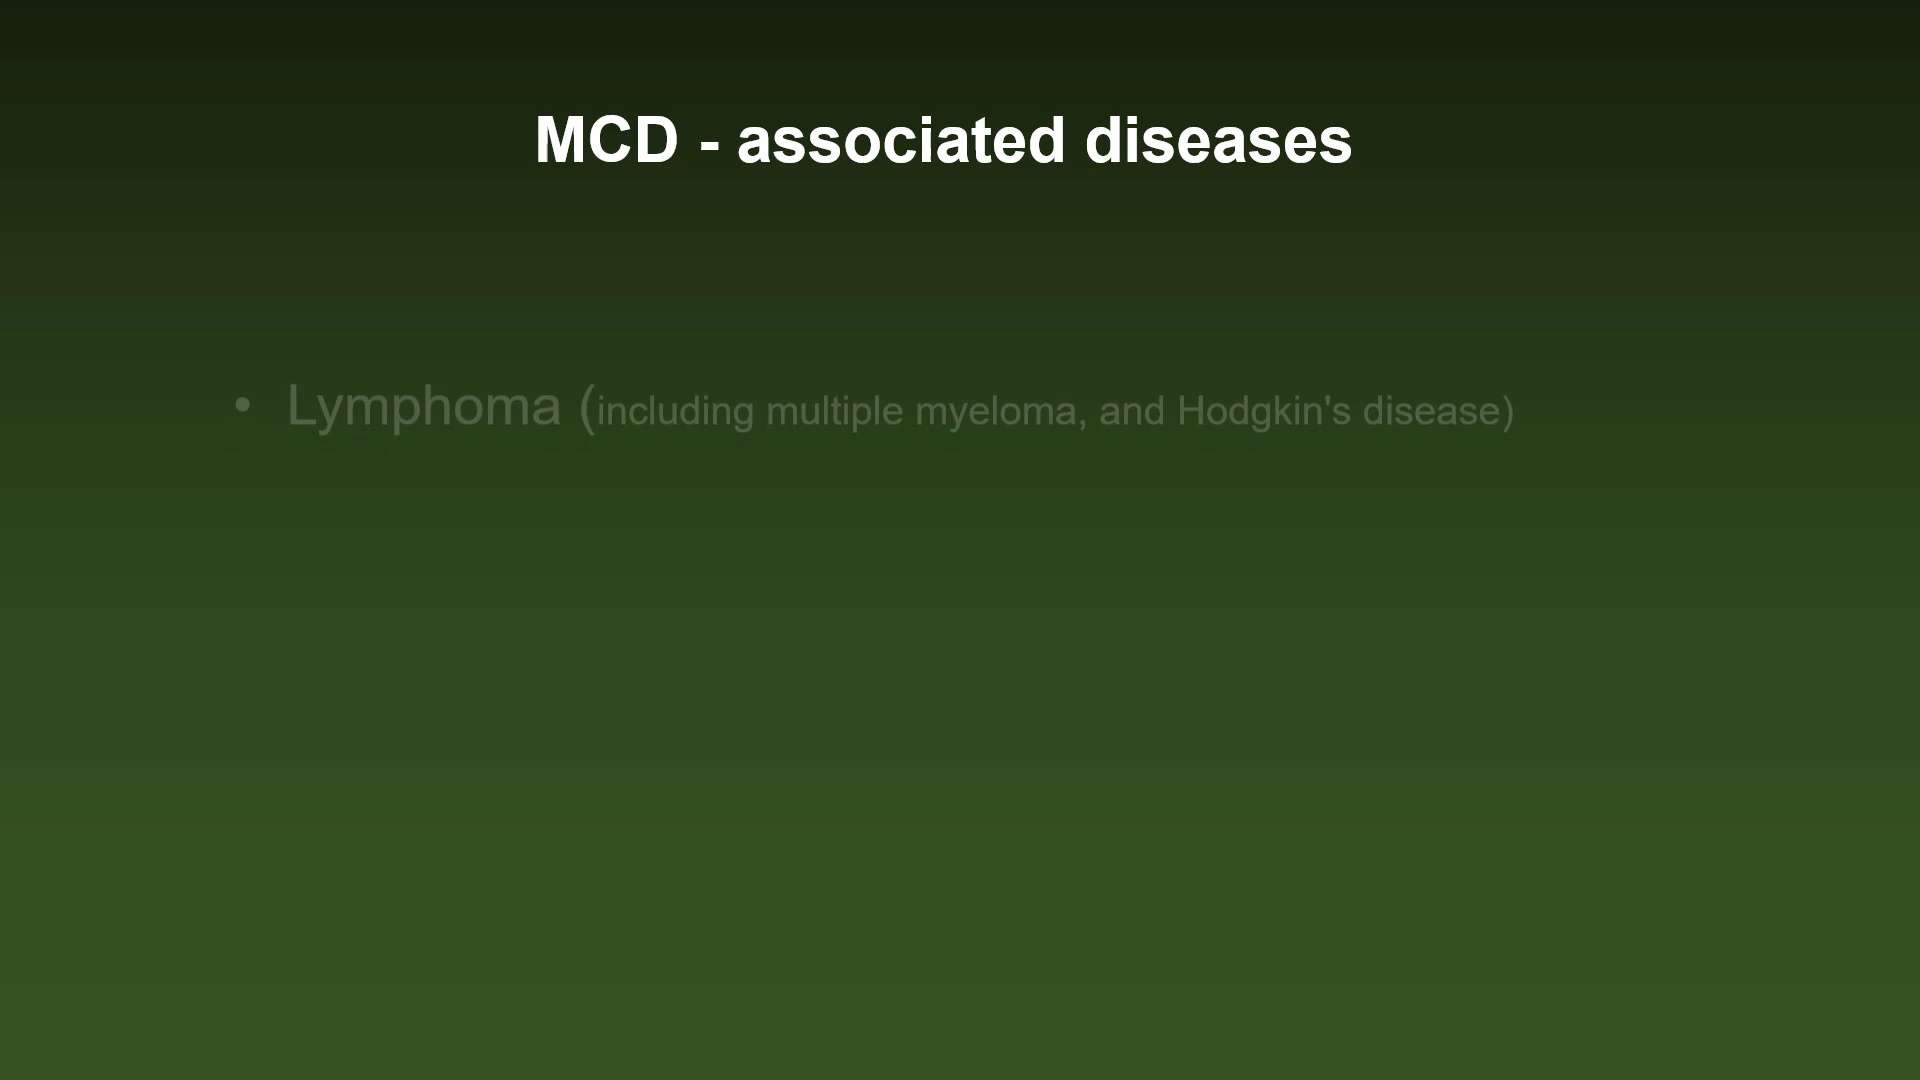 MCD - associated diseases
• Lymphoma (including multiple myeloma, and Hodgkin's disease)